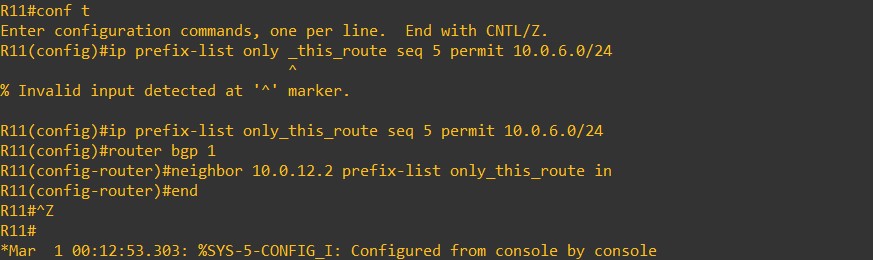 R11#conf t
Enter configuration commands, one per line.  End with CNTL/Z.
R11(config)#ip prefix-list only _this_route seq 5 permit 10.0.6.0/24
^
% Invalid input detected at '^' marker.
R11(config)#ip prefix-list only_this_route seq 5 permit 10.0.6.0/24
R11(config)#router bgp 1
R11(config-router)#neighbor 10.0.12.2 prefix-list only_this_route in
R11(config-router)#end
R11#^Z
R11#
*Mar  1 00:12:53.303: %SYS-5-CONFIG_I: Configured from console by console